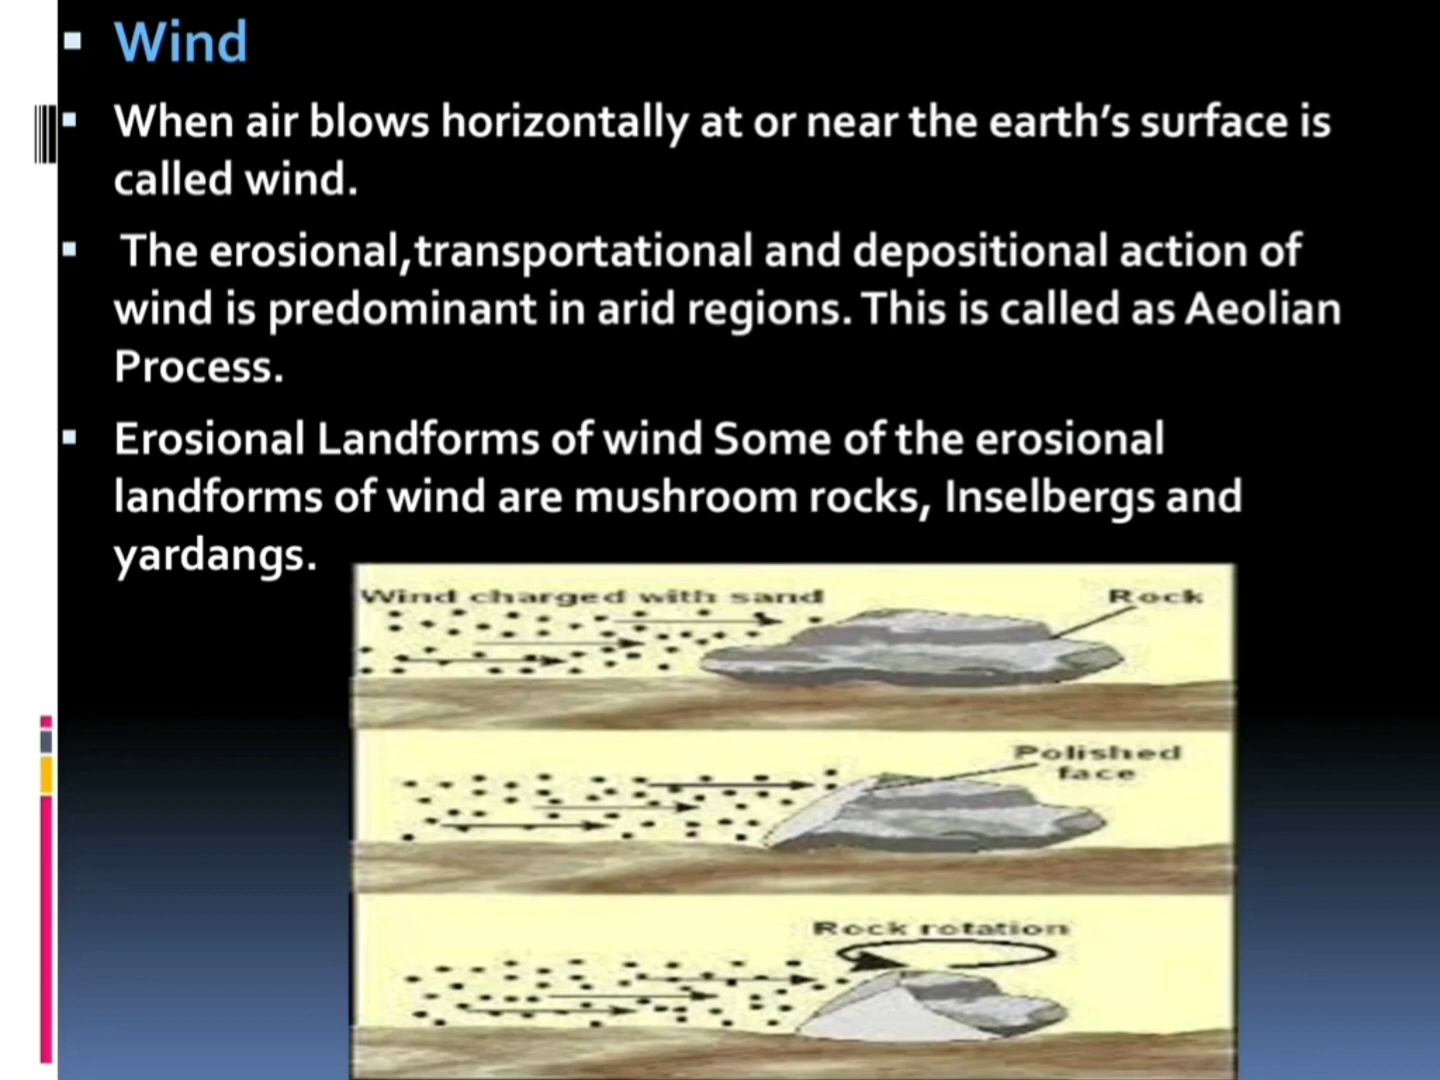 Wind
When air blows horizontally at or near the earth’s surface is
called wind.
The erosional,transportational and depositional action of
wind is predominant in arid regions. This is called as Aeolian
Process.
Erosional Landforms of wind Some of the erosional
landforms of wind are mushroom rocks, Inselbergs and
yardangs.
Wind charged with sand
Rock
Polished
face
Rock rotation